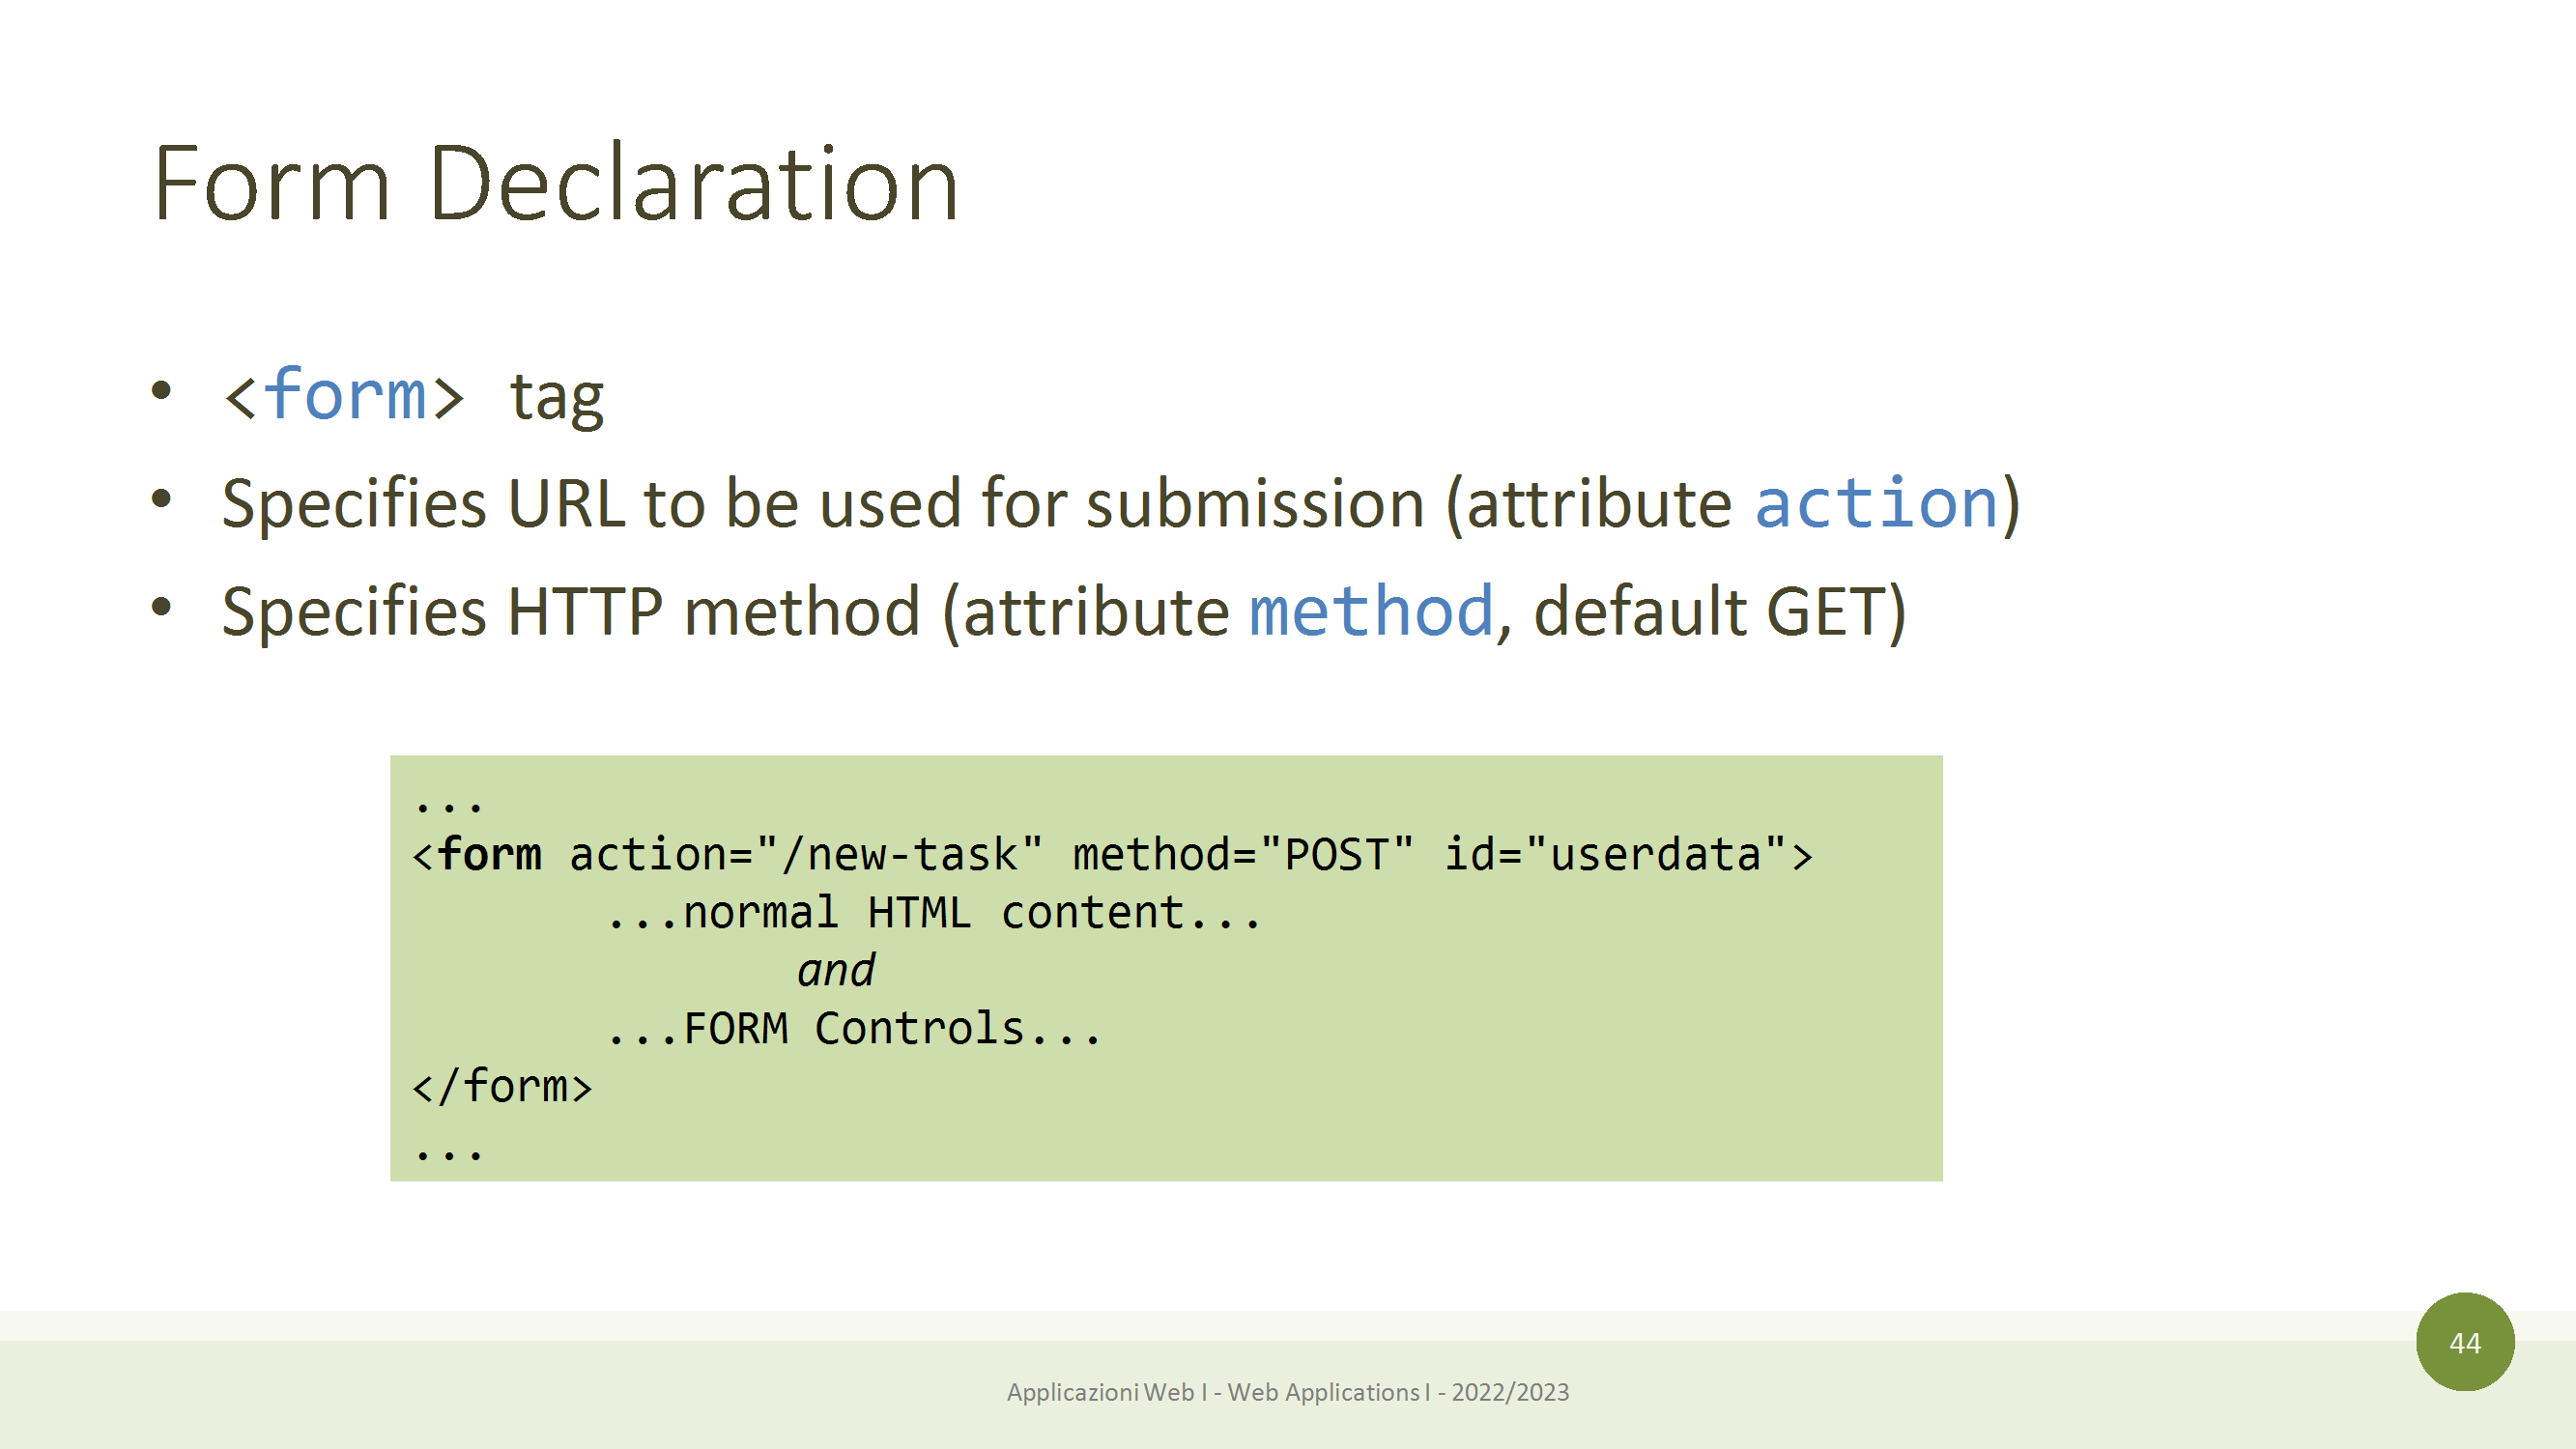 Form Declaration
• <form> tag
• Specifies URL to be used for submission (attribute action)
• Specifies HTTP method (attribute method, default GET)
...
<form action="/new-task" method="POST" id="userdata">
...normal HTML content...
and
...FORM Controls...
</form>
...
44
Applicazioni Web I - Web Applications I - 2022/2023